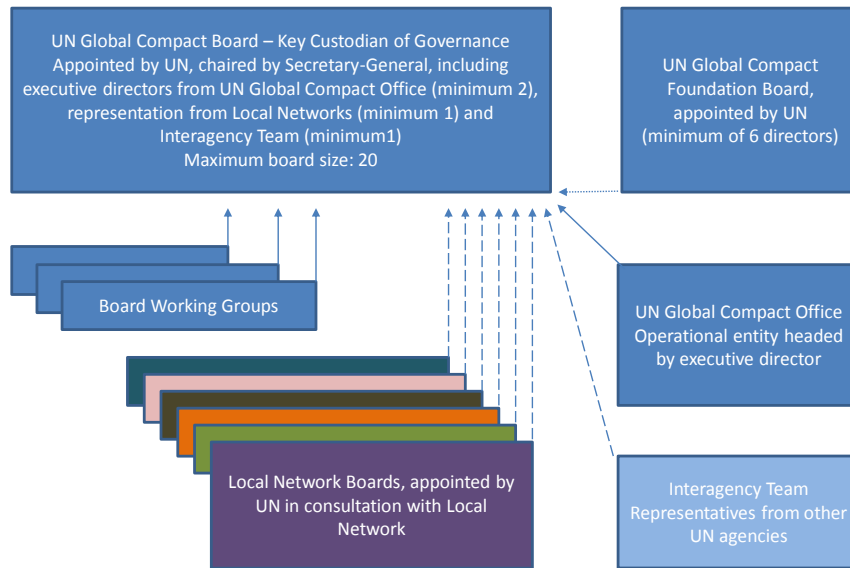 UN Global Compact Board – Key Custodian of Governance
Appointed by UN, chaired by Secretary-General, including
executive directors from UN Global Compact Office (minimum 2),
representation from Local Networks (minimum 1) and
Interagency Team (minimum1)
Maximum board size: 20
UN Global Compact
Foundation Board,
appointed by UN
(minimum of 6 directors)
Board Working Groups
UN Global Compact Office
Operational entity headed
by executive director
Local Network Boards, appointed by
UN in consultation with Local
Network
Interagency Team
Representatives from other
UN agencies